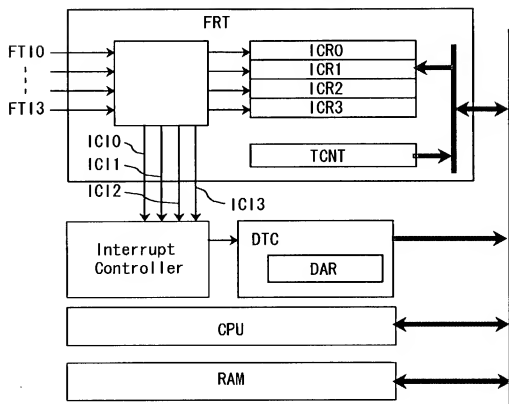 FRT
FTI0
FTI3
ICR0
ICR1
ICR2
ICR3
TCNT
ICI0
ICI1
ICI2
ICI3
Interrupt
Controller
DTC
DAR
CPU
RAM